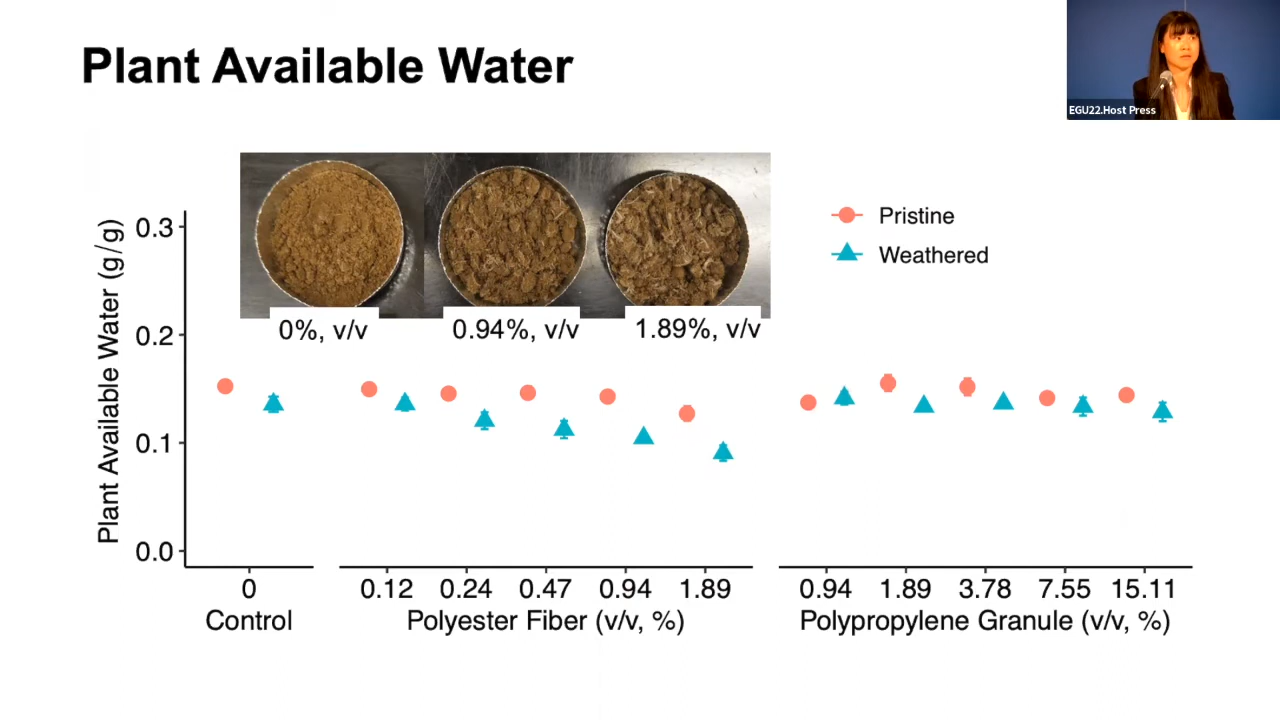 Plant Available Water
EGU22.Host Press
0%, v/v
0.94%, v/v
1.89%, v/v
Pristine
Weathered
Plant Available Water (g/g)
0.3
0.2
0.1
0.0
0
0.12 0.24 0.47 0.94 1.89
0.94 1.89 3.78 7.55 15.11
Control
Polyester Fiber (v/v, %)
Polypropylene Granule (v/v, %)